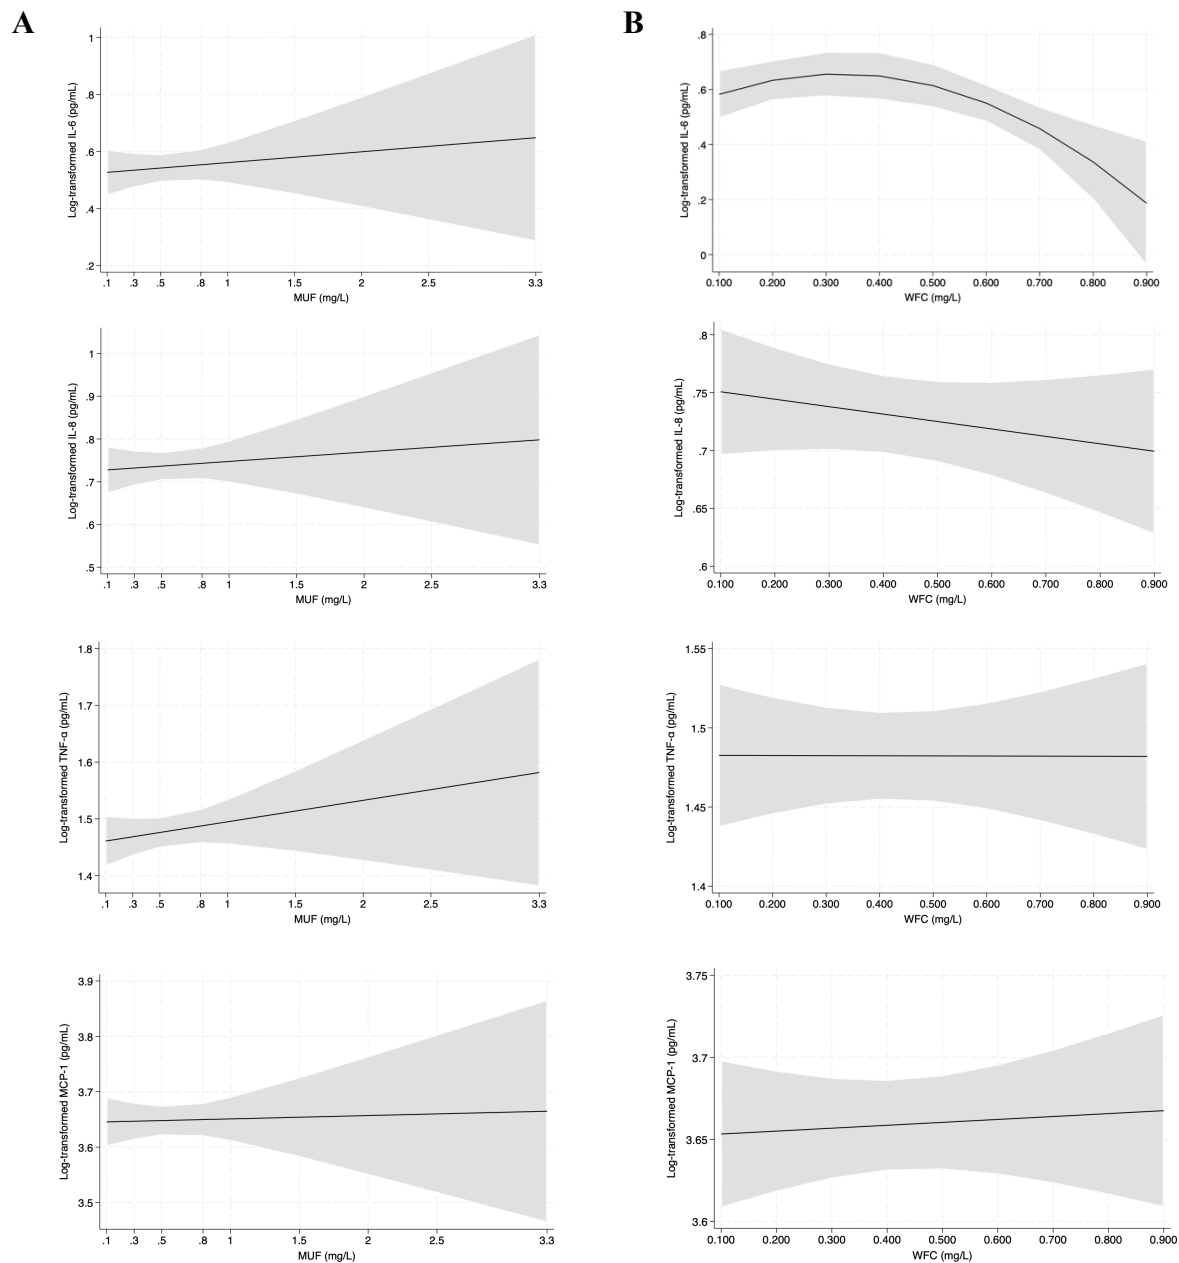 A
B
Log-transformed IL-6 (pg/mL)
1
.8
.6
.4
.2
.1 .3 .5 .8 1 1.5 2 2.5 3.3
MUF (mg/L)
Log-transformed IL-6 (pg/mL)
.8
.6
.4
.2
0
0.100 0.200 0.300 0.400 0.500 0.600 0.700 0.800 0.900
WFC (mg/L)
Log-transformed IL-8 (pg/mL)
1
.9
.8
.7
.6
.5
.1 .3 .5 .8 1 1.5 2 2.5 3.3
MUF (mg/L)
Log-transformed IL-8 (pg/mL)
.8
.75
.7
.65
.6
0.100 0.200 0.300 0.400 0.500 0.600 0.700 0.800 0.900
WFC (mg/L)
Log-transformed TNF-α (pg/mL)
1.8
1.7
1.6
1.5
1.4
.1 .3 .5 .8 1 1.5 2 2.5 3.3
MUF (mg/L)
Log-transformed TNF-α (pg/mL)
1.55
1.5
1.45
1.4
0.100 0.200 0.300 0.400 0.500 0.600 0.700 0.800 0.900
WFC (mg/L)
Log-transformed MCP-1 (pg/mL)
3.9
3.8
3.7
3.6
3.5
.1 .3 .5 .8 1 1.5 2 2.5 3.3
MUF (mg/L)
Log-transformed MCP-1 (pg/mL)
3.75
3.7
3.65
3.6
0.100 0.200 0.300 0.400 0.500 0.600 0.700 0.800 0.900
WFC (mg/L)